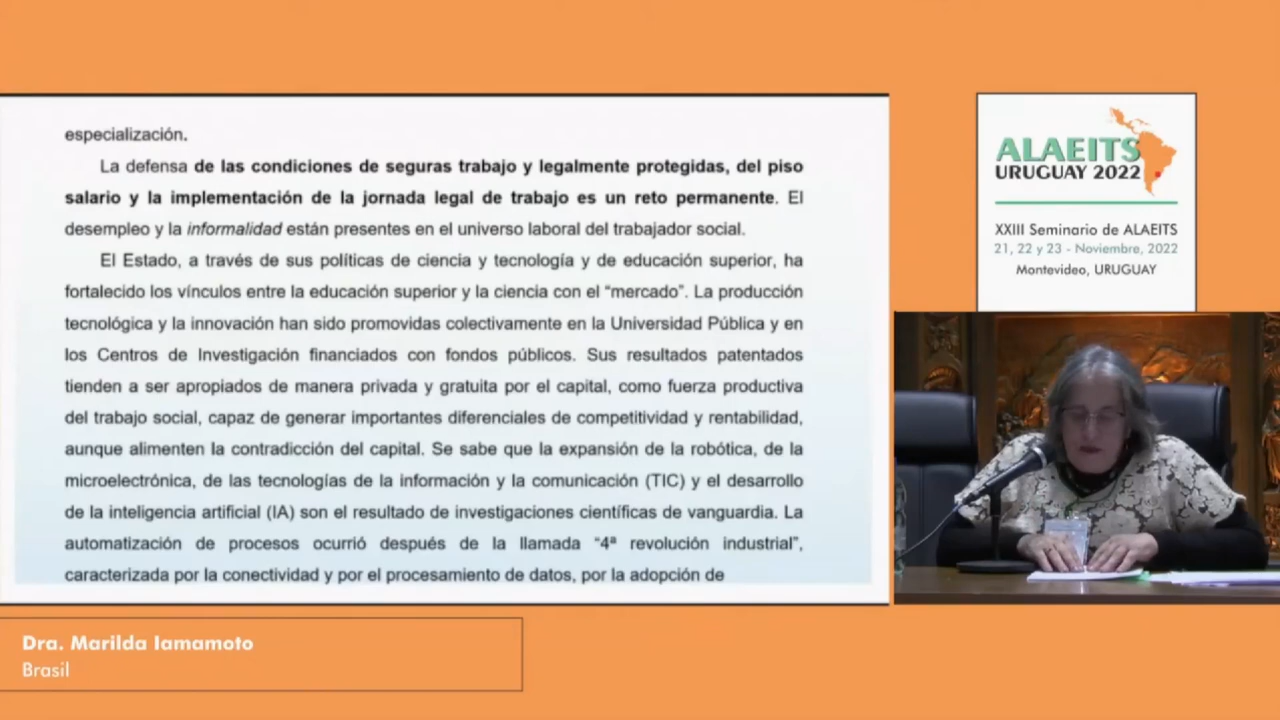 especialización.
La defensa de las condiciones de seguras trabajo y legalmente protegidas, del piso
salario y la implementación de la jornada legal de trabajo es un reto permanente. El
desempleo y la informalidad están presentes en el universo laboral del trabajador social.
El Estado, a través de sus políticas de ciencia y tecnología y de educación superior, ha
fortalecido los vínculos entre la educación superior y la ciencia con el “mercado”. La producción
tecnológica y la innovación han sido promovidas colectivamente en la Universidad Pública y en
los Centros de Investigación financiados con fondos públicos. Sus resultados patentados
tienden a ser apropiados de manera privada y gratuita por el capital, como fuerza productiva
del trabajo social, capaz de generar importantes diferenciales de competitividad y rentabilidad,
aunque alimenten la contradicción del capital. Se sabe que la expansión de la robótica, de la
microelectrónica, de las tecnologías de la información y la comunicación (TIC) y el desarrollo
de la inteligencia artificial (IA) son el resultado de investigaciones científicas de vanguardia. La
automatización de procesos ocurrió después de la llamada “4ª revolución industrial”,
caracterizada por la conectividad y por el procesamiento de datos, por la adopción de
ALAEITS
URUGUAY 2022
XXIII Seminario de ALAEITS
21, 22 y 23 - Noviembre, 2022
Montevideo, URUGUAY
Dra. Marilda Iamamoto
Brasil